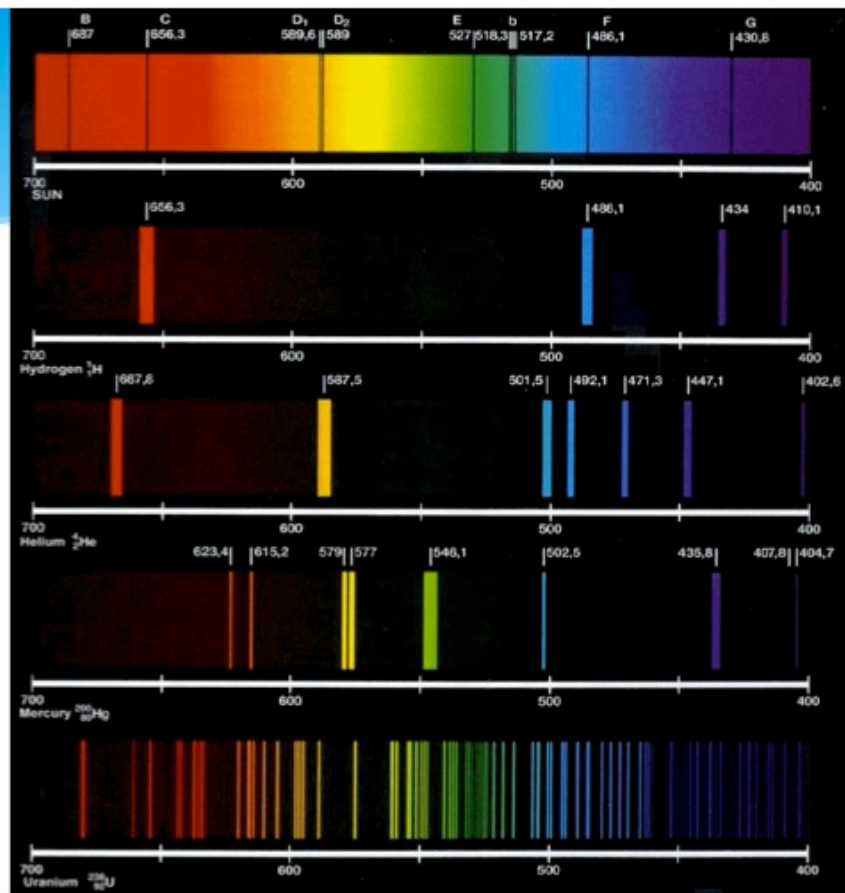 B C D₁ D₂ E b F G
687 656,3 589,6 589 527 518,3 517,2 486,1 430,8
700 600 500 400
SUN
656,3 486,1 434 410,1
700 600 500 400
Hydrogen ¹₁H
667,8 587,5 501,5 492,1 471,3 447,1 402,6
700 600 500 400
Helium ⁴₂He
623,4 615,2 579 577 546,1 502,5 435,8 407,8 404,7
700 600 500 400
Mercury ²⁰⁰₈₀Hg
700 600 500 400
Uranium ²³⁸₉₂U